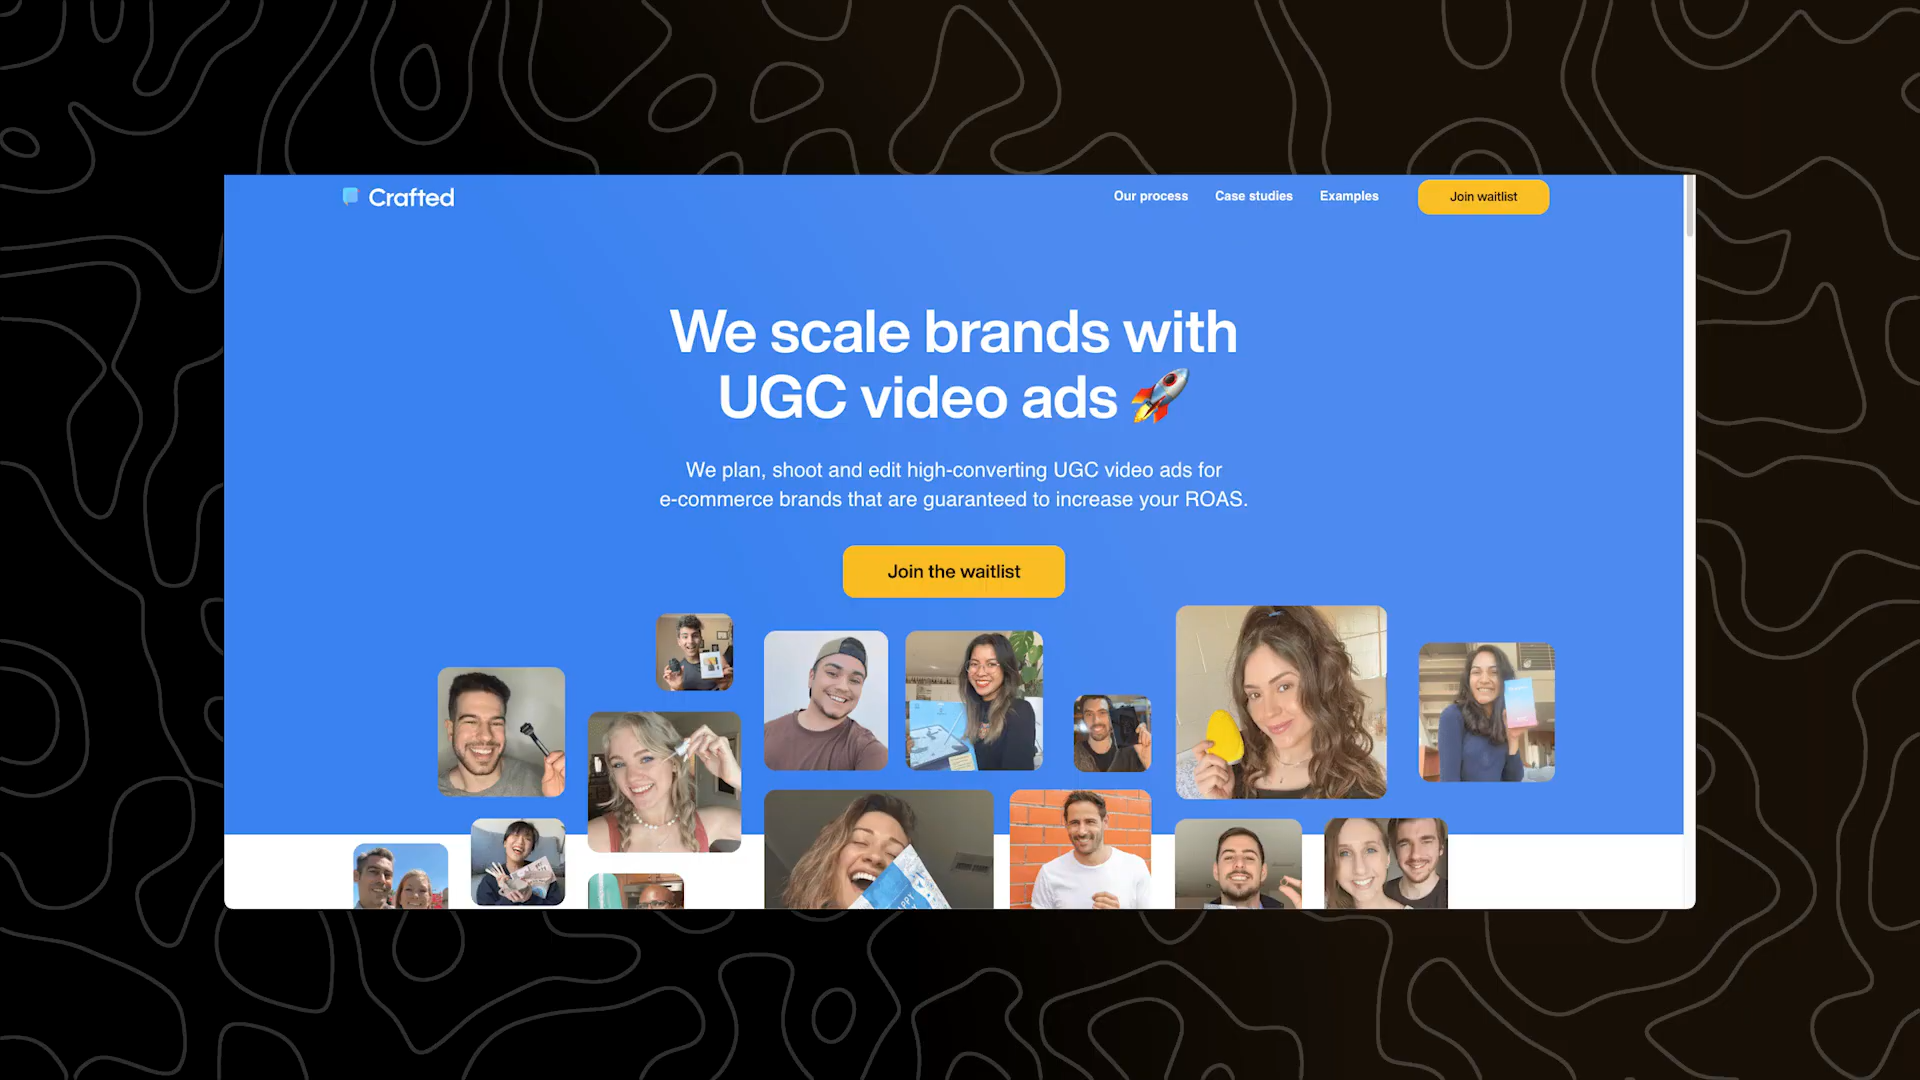 Crafted
Our process
Case studies
Examples
Join waitlist
We scale brands with
UGC video ads 🚀
We plan, shoot and edit high-converting UGC video ads for
e-commerce brands that are guaranteed to increase your ROAS.
Join the waitlist